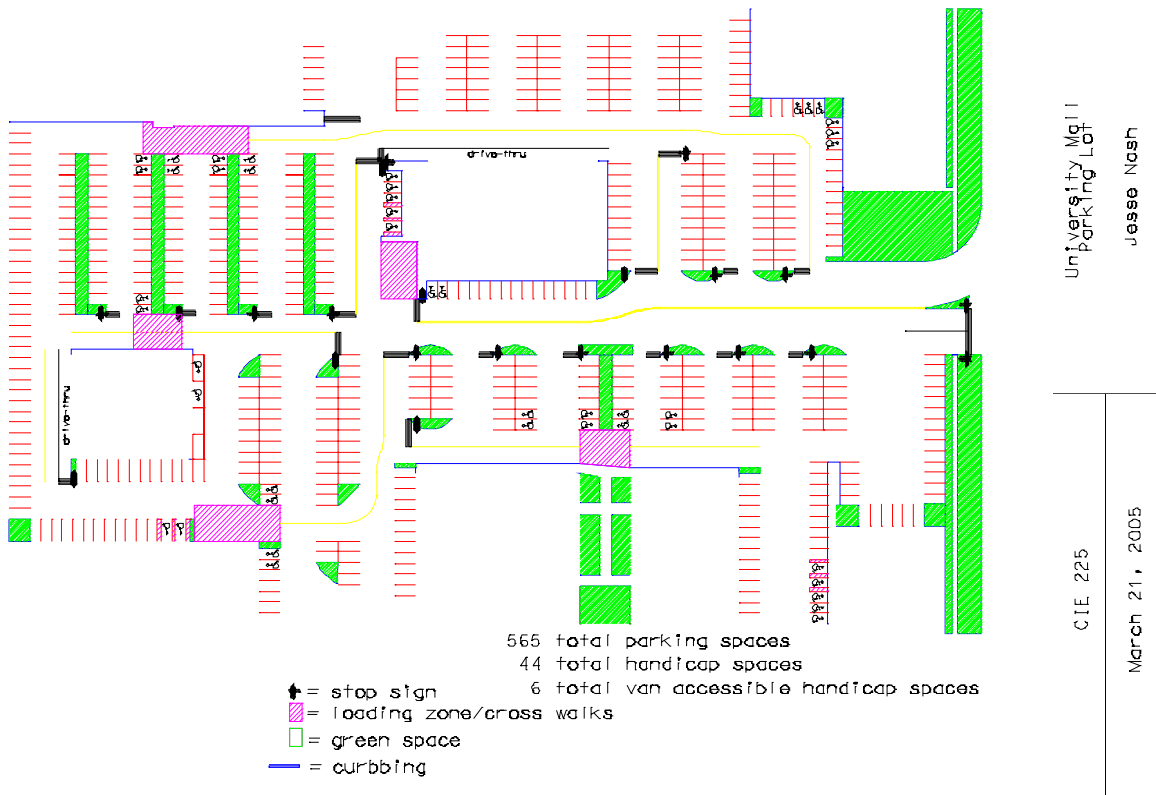 drive-thru
drive-thru
565 total parking spaces
44 total handicap spaces
6 total van accessible handicap spaces
= stop sign
= loading zone/cross walks
= green space
= curbbing
University Mall
Parking Lot
Jesse Nash
CIE 225
March 21, 2005